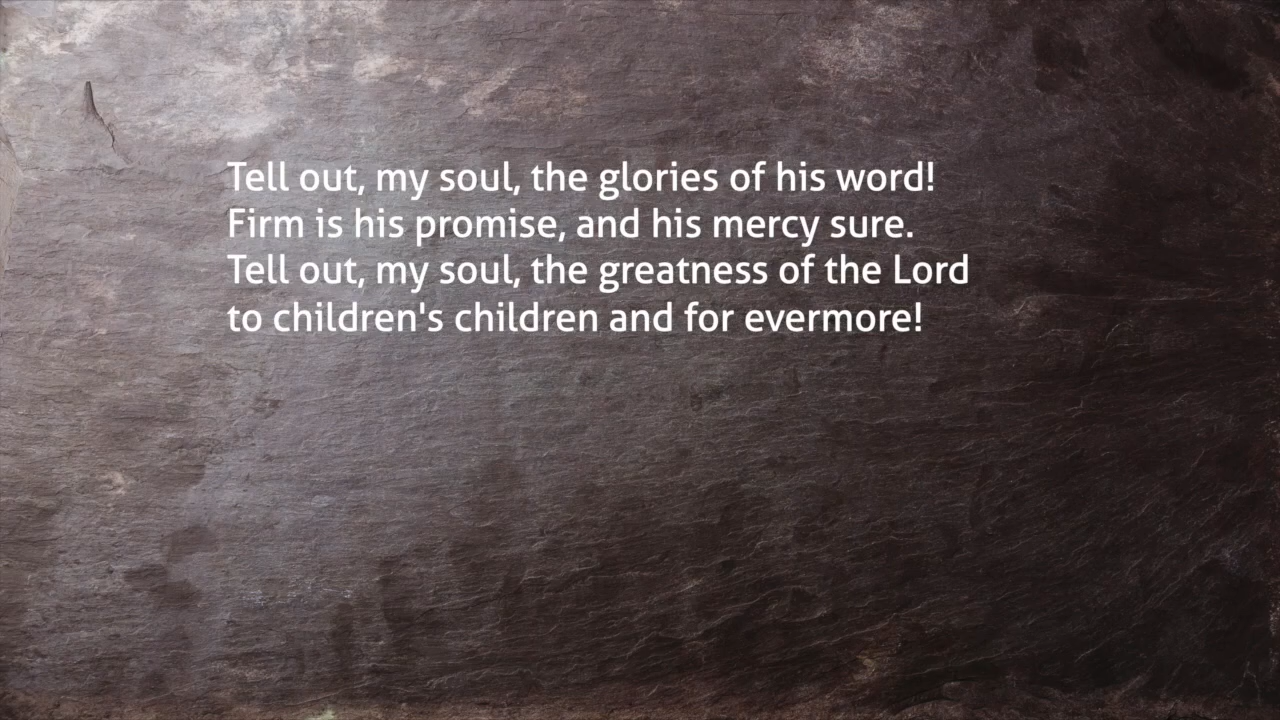 Tell out, my soul, the glories of his word!
Firm is his promise, and his mercy sure.
Tell out, my soul, the greatness of the Lord
to children's children and for evermore!